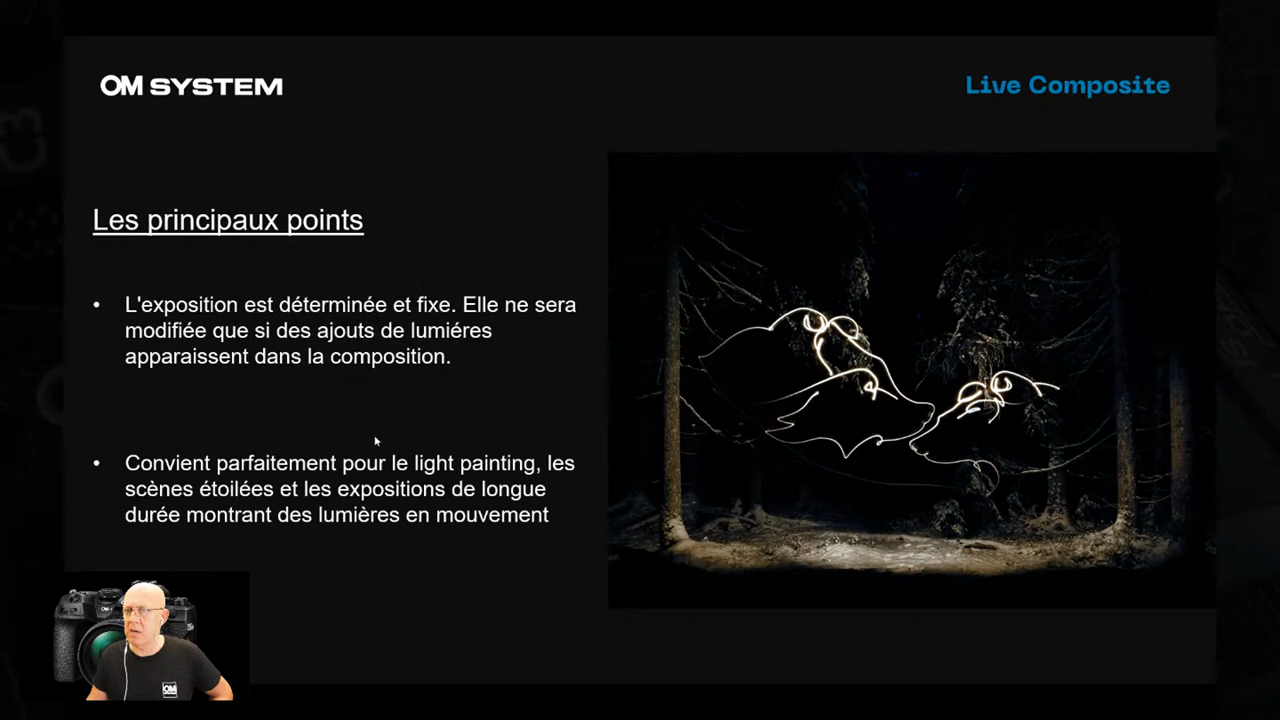 OM SYSTEM
Live Composite
Les principaux points
• L'exposition est déterminée et fixe. Elle ne sera
modifiée que si des ajouts de lumiéres
apparaissent dans la composition.
• Convient parfaitement pour le light painting, les
scènes étoilées et les expositions de longue
durée montrant des lumières en mouvement
OM